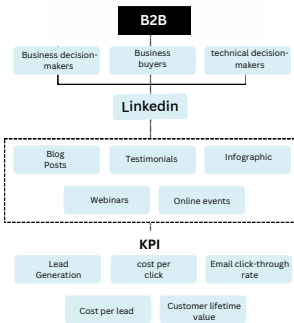 B2B
Business decision-
makers
Business
buyers
technical decision-
makers
Linkedin
Blog
Posts
Testimonials
Infographic
Webinars
Online events
KPI
Lead
Generation
cost per
click
Email click-through
rate
Cost per lead
Customer lifetime
value